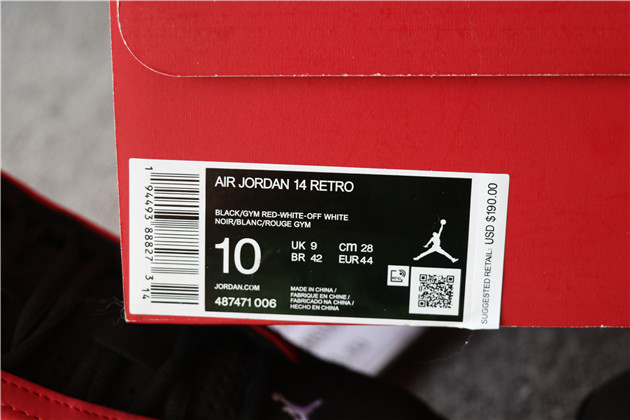 AIR JORDAN 14 RETRO
BLACK/GYM RED-WHITE-OFF WHITE
NOIR/BLANC/ROUGE GYM
10
UK 9 cm 28
BR 42 EUR 44
JORDAN.COM
487471 006
MADE IN CHINA /
FABRIQUE EN CHINE /
FABRICADO NA CHINA /
HECHO EN CHINA
1 94493 88827 3 14
SUGGESTED RETAIL: USD $190.00